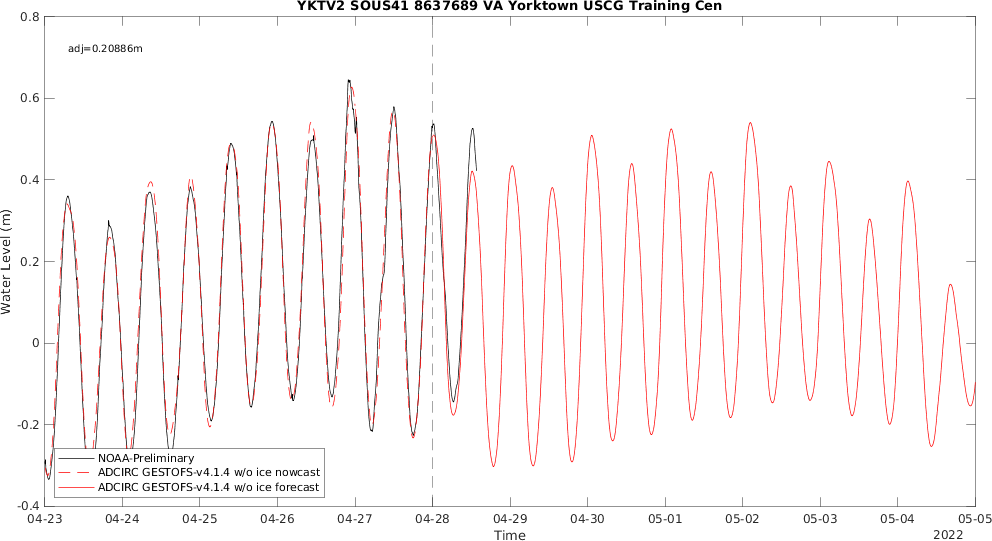 YKTV2 SOUS41 8637689 VA Yorktown USCG Training Cen
adj=0.20886m
0.8
0.6
0.4
0.2
0
-0.2
-0.4
Water Level (m)
NOAA-Preliminary
ADCIRC GESTOFS-v4.1.4 w/o ice nowcast
ADCIRC GESTOFS-v4.1.4 w/o ice forecast
04-23 04-24 04-25 04-26 04-27 04-28 04-29 04-30 05-01 05-02 05-03 05-04 05-05
Time
2022